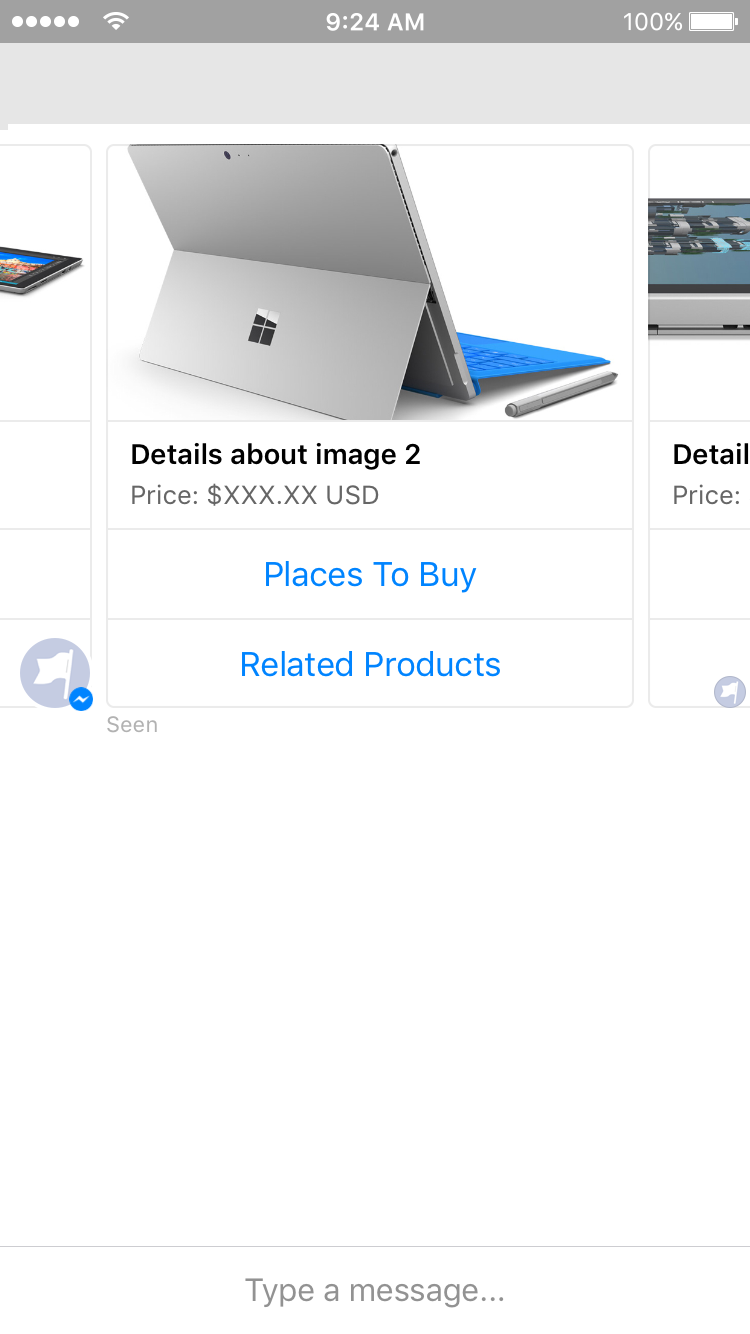 9:24 AM
100%
Details about image 2
Price: $XXX.XX USD
Detail
Price:
Places To Buy
Related Products
Seen
Type a message...